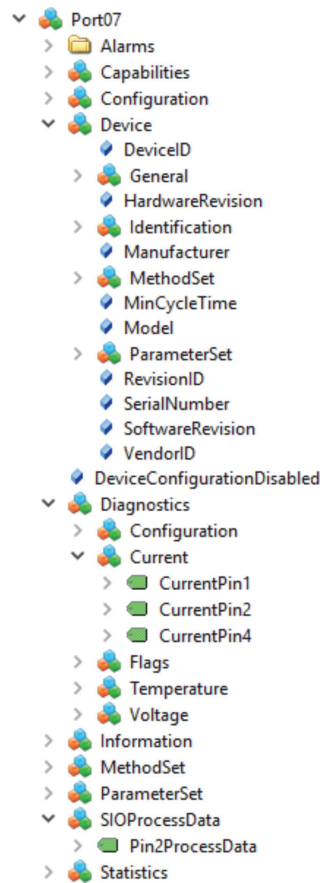 Port07
Alarms
Capabilities
Configuration
Device
DeviceID
General
HardwareRevision
Identification
Manufacturer
MethodSet
MinCycleTime
Model
ParameterSet
RevisionID
SerialNumber
SoftwareRevision
VendorID
DeviceConfigurationDisabled
Diagnostics
Configuration
Current
CurrentPin1
CurrentPin2
CurrentPin4
Flags
Temperature
Voltage
Information
MethodSet
ParameterSet
SIOProcessData
Pin2ProcessData
Statistics